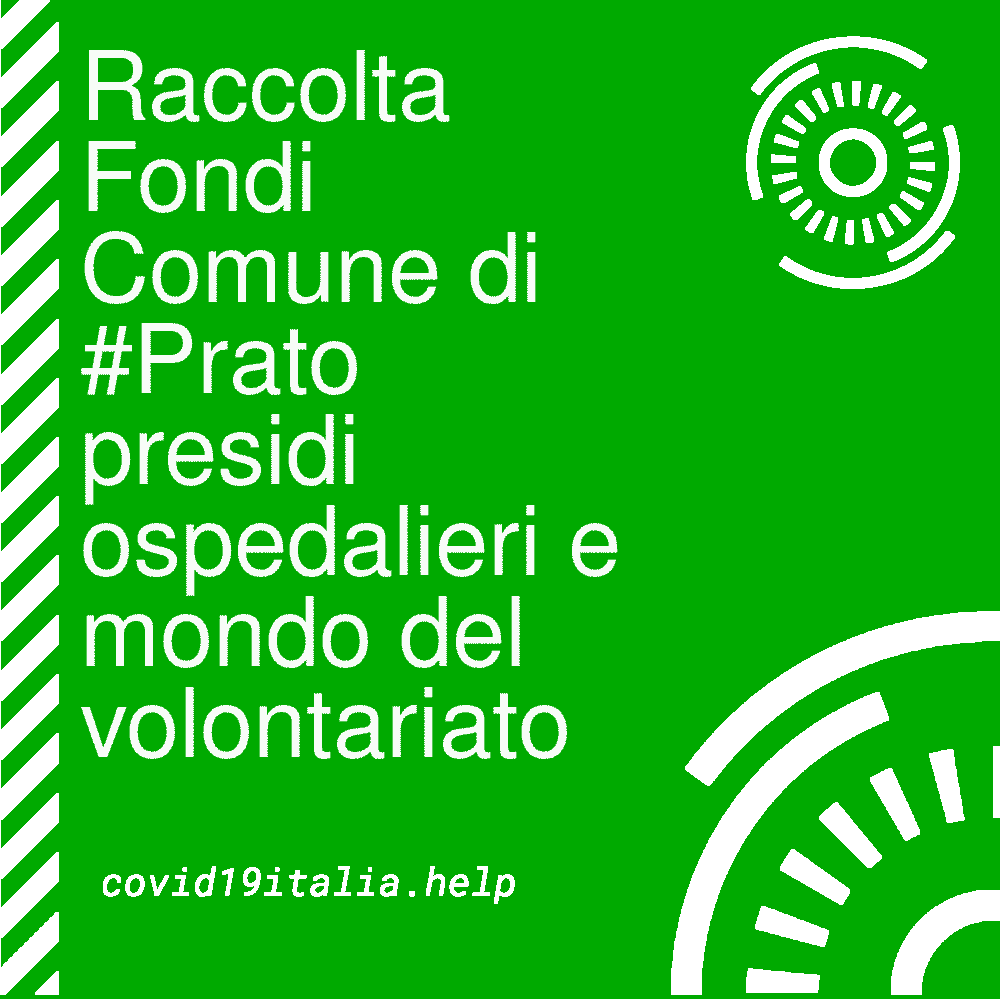 Raccolta
Fondi
Comune di
#Prato
presidi
ospedalieri e
mondo del
volontariato
covid19italia.help